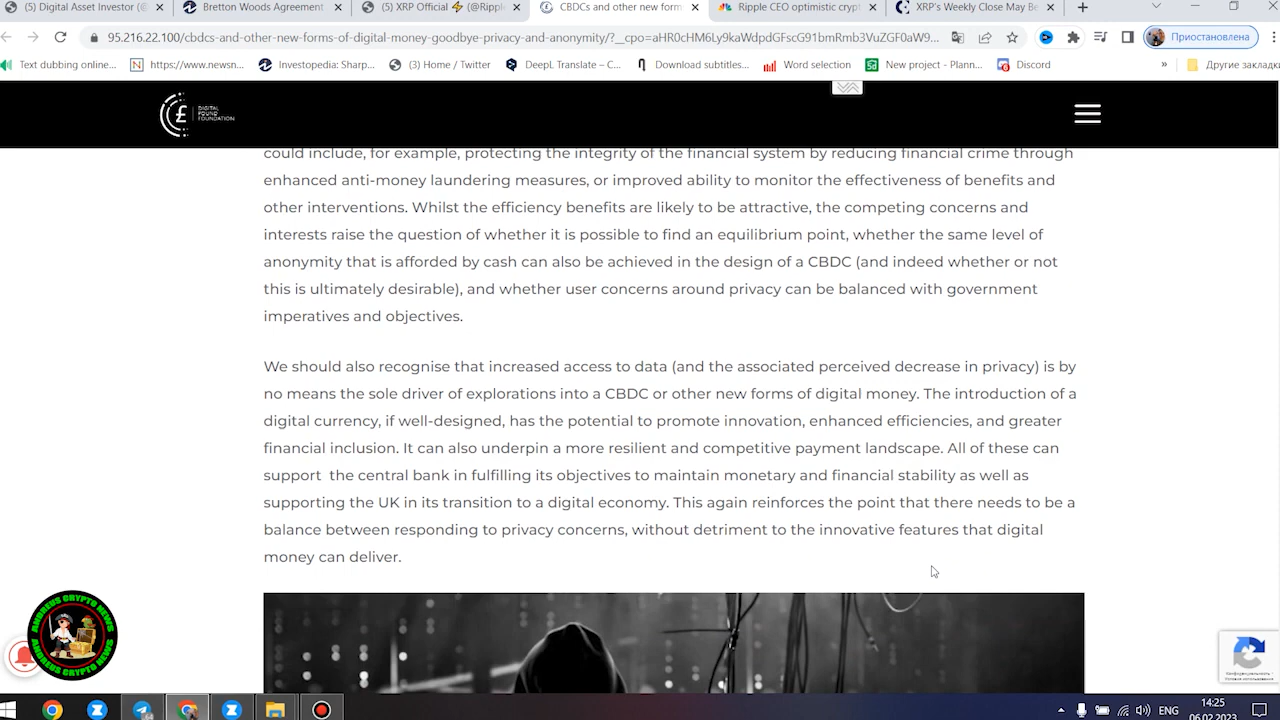 (5) Digital Asset Investor (@
Bretton Woods Agreement
(5) XRP Official ⚡ (@Ripple
CBDCs and other new form
Ripple CEO optimistic crypt
XRP's Weekly Close May Be
95.216.22.100/cbdcs-and-other-new-forms-of-digital-money-goodbye-privacy-and-anonymity/?__cpo=aHR0cHM6Ly9kaWdpdGFscG91bmRmb3VuZGF0aW9...
Приостановлена
Text dubbing online...
https://www.newsn...
Investopedia: Sharp...
(3) Home / Twitter
DeepL Translate – C...
Download subtitles...
Word selection
New project - Plann...
Discord
»
Другие закладки
DIGITAL
POUND
FOUNDATION
could include, for example, protecting the integrity of the financial system by reducing financial crime through
enhanced anti-money laundering measures, or improved ability to monitor the effectiveness of benefits and
other interventions. Whilst the efficiency benefits are likely to be attractive, the competing concerns and
interests raise the question of whether it is possible to find an equilibrium point, whether the same level of
anonymity that is afforded by cash can also be achieved in the design of a CBDC (and indeed whether or not
this is ultimately desirable), and whether user concerns around privacy can be balanced with government
imperatives and objectives.
We should also recognise that increased access to data (and the associated perceived decrease in privacy) is by
no means the sole driver of explorations into a CBDC or other new forms of digital money. The introduction of a
digital currency, if well-designed, has the potential to promote innovation, enhanced efficiencies, and greater
financial inclusion. It can also underpin a more resilient and competitive payment landscape. All of these can
support the central bank in fulfilling its objectives to maintain monetary and financial stability as well as
supporting the UK in its transition to a digital economy. This again reinforces the point that there needs to be a
balance between responding to privacy concerns, without detriment to the innovative features that digital
money can deliver.
ANDREUS CRYPTO NEWS
ANDREUS CRYPTO NEWS
Конфиденциальность -
Условия использования
ENG
14:25
06.02.2023